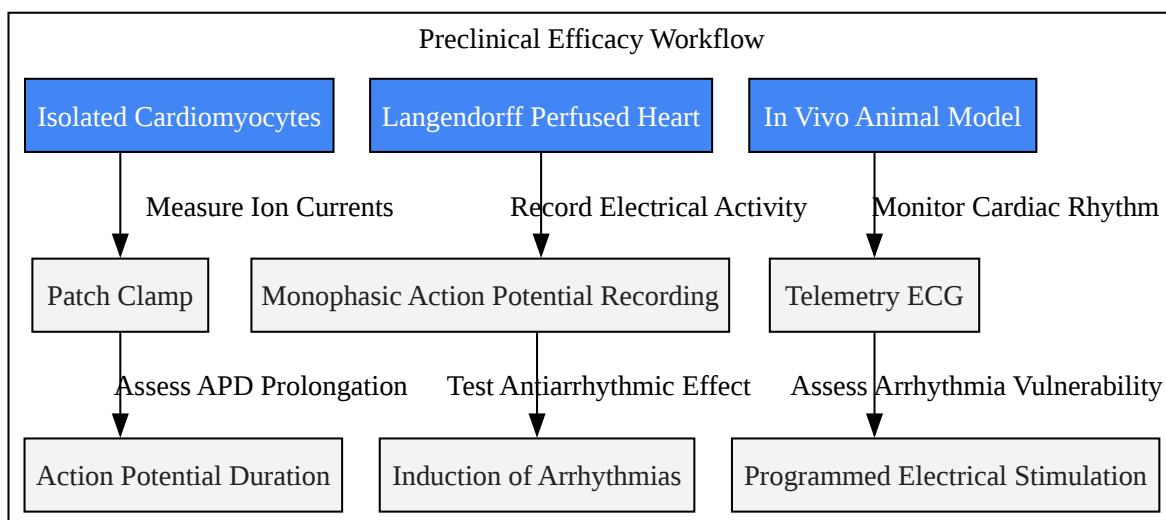 Preclinical Efficacy Workflow
Isolated Cardiomyocytes
Langendorff Perfused Heart
In Vivo Animal Model
Measure Ion Currents
Record Electrical Activity
Monitor Cardiac Rhythm
Patch Clamp
Monophasic Action Potential Recording
Telemetry ECG
Assess APD Prolongation
Test Antiarrhythmic Effect
Assess Arrhythmia Vulnerability
Action Potential Duration
Induction of Arrhythmias
Programmed Electrical Stimulation